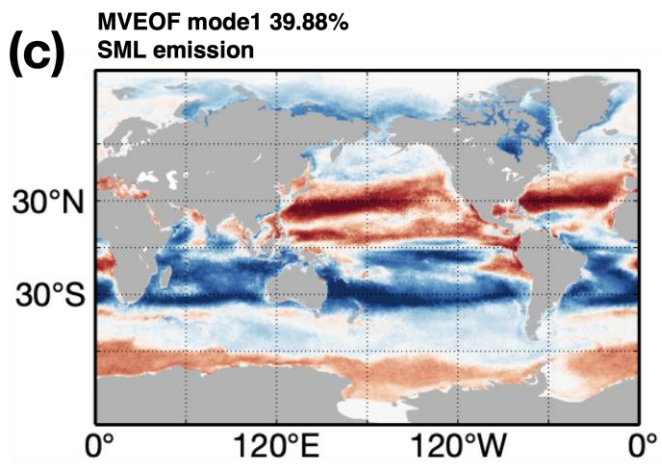 (c)
MVEOF mode1 39.88%
SML emission
30°N
30°S
0° 120°E 120°W 0°